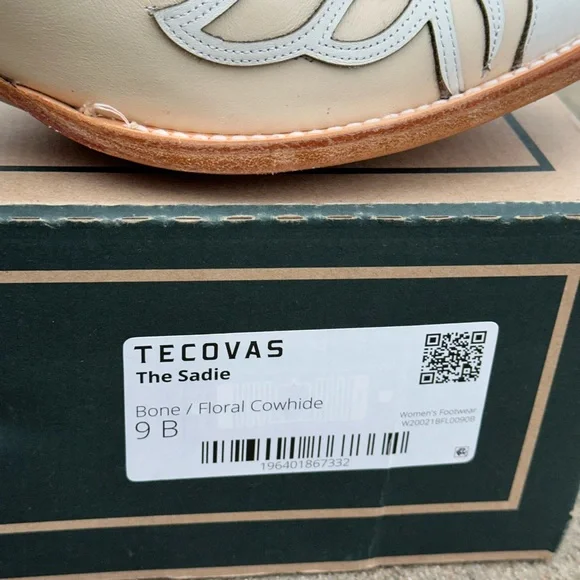 TECOVAS
The Sadie
Bone / Floral Cowhide
9 B
Women's Footwear
W20021BFL0090B
196401867332